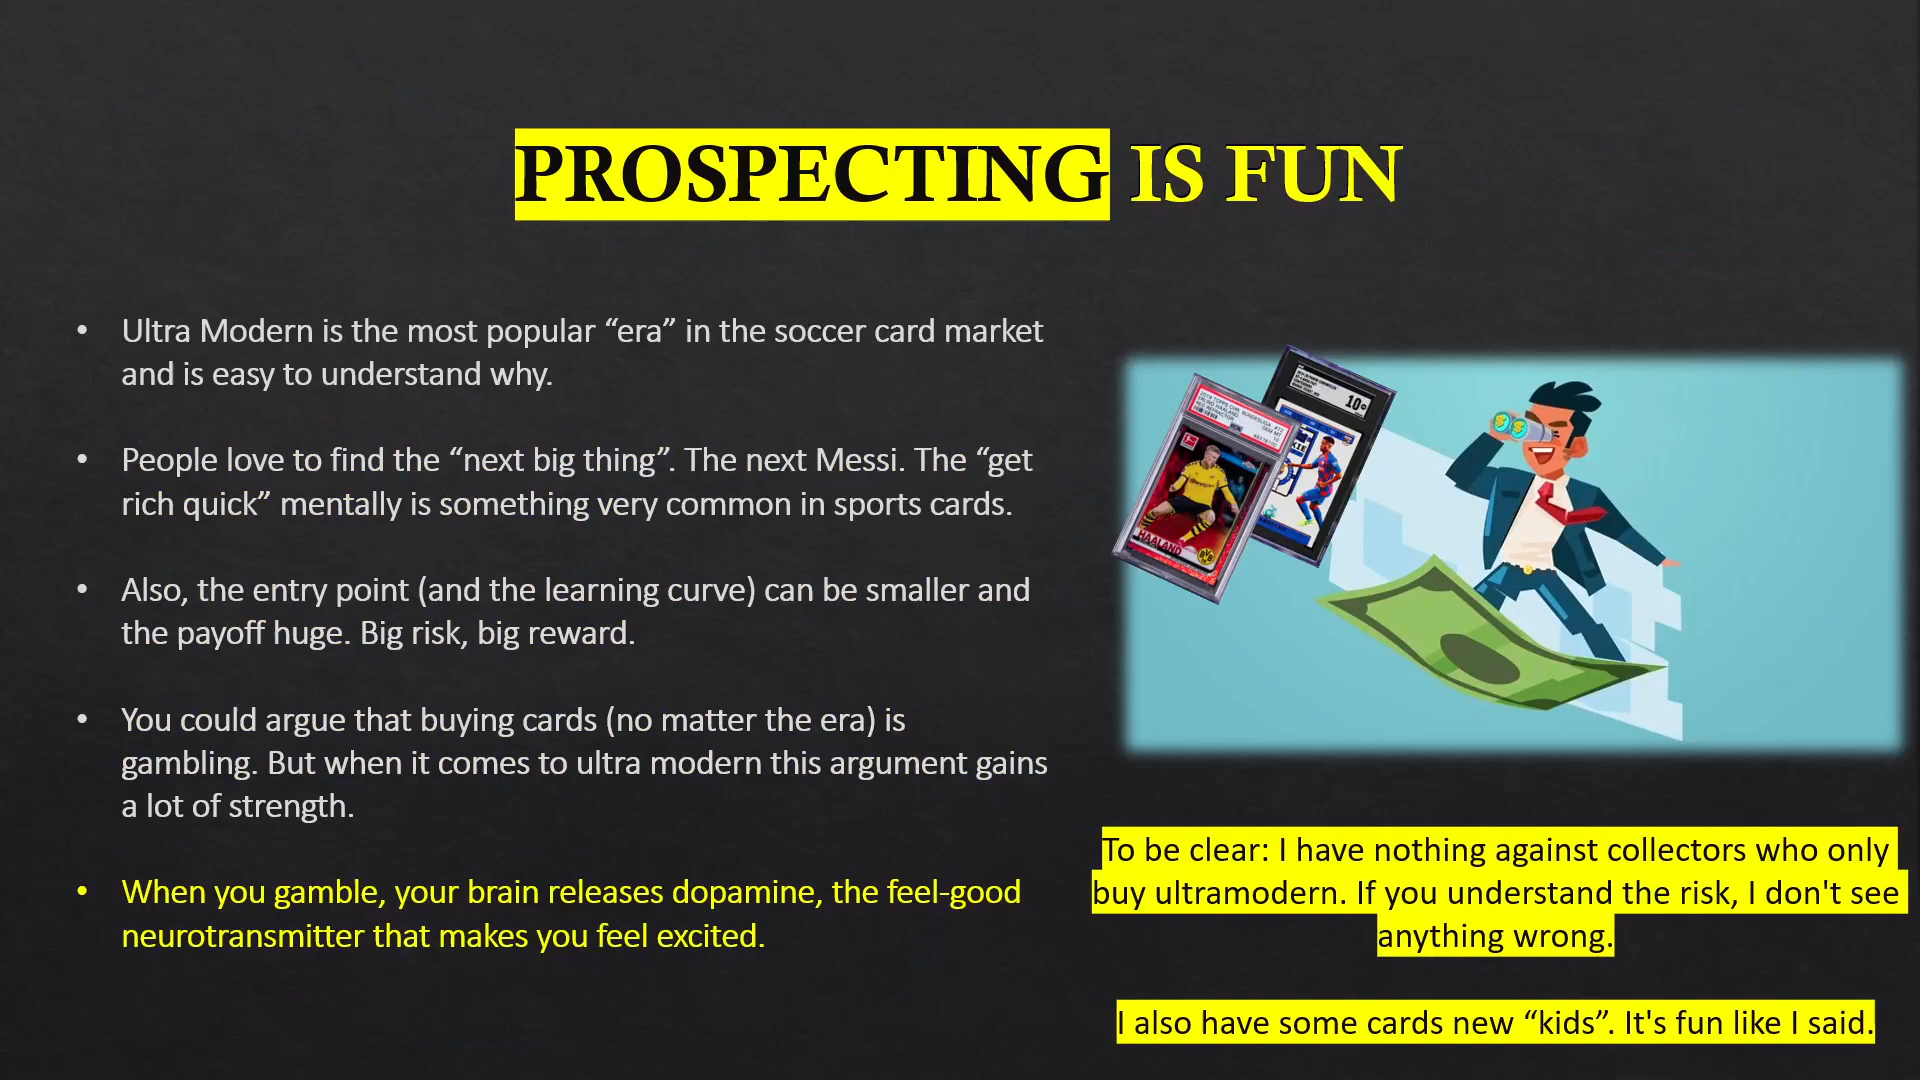 PROSPECTING IS FUN
• Ultra Modern is the most popular “era” in the soccer card market
and is easy to understand why.
• People love to find the “next big thing”. The next Messi. The “get
rich quick” mentally is something very common in sports cards.
• Also, the entry point (and the learning curve) can be smaller and
the payoff huge. Big risk, big reward.
• You could argue that buying cards (no matter the era) is
gambling. But when it comes to ultra modern this argument gains
a lot of strength.
• When you gamble, your brain releases dopamine, the feel-good
neurotransmitter that makes you feel excited.
10
HAALAND
$ $
To be clear: I have nothing against collectors who only
buy ultramodern. If you understand the risk, I don't see
anything wrong.
I also have some cards new “kids”. It's fun like I said.